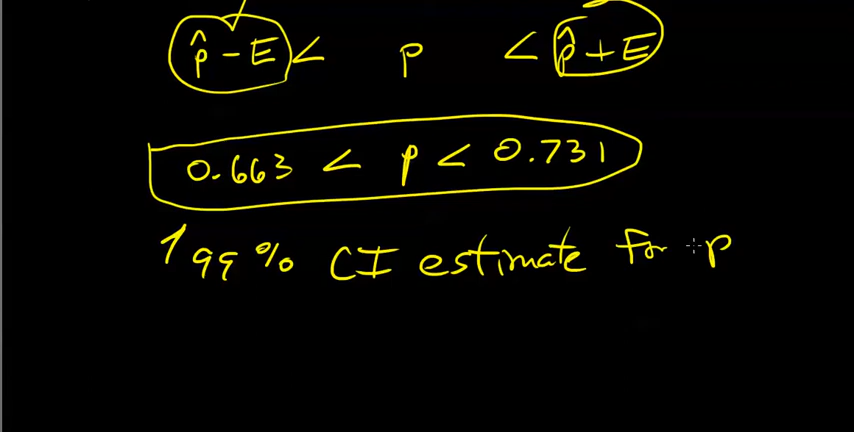 p̂ - E < p < p̂ + E
0.663 < p < 0.731
↑ 99% CI estimate for p